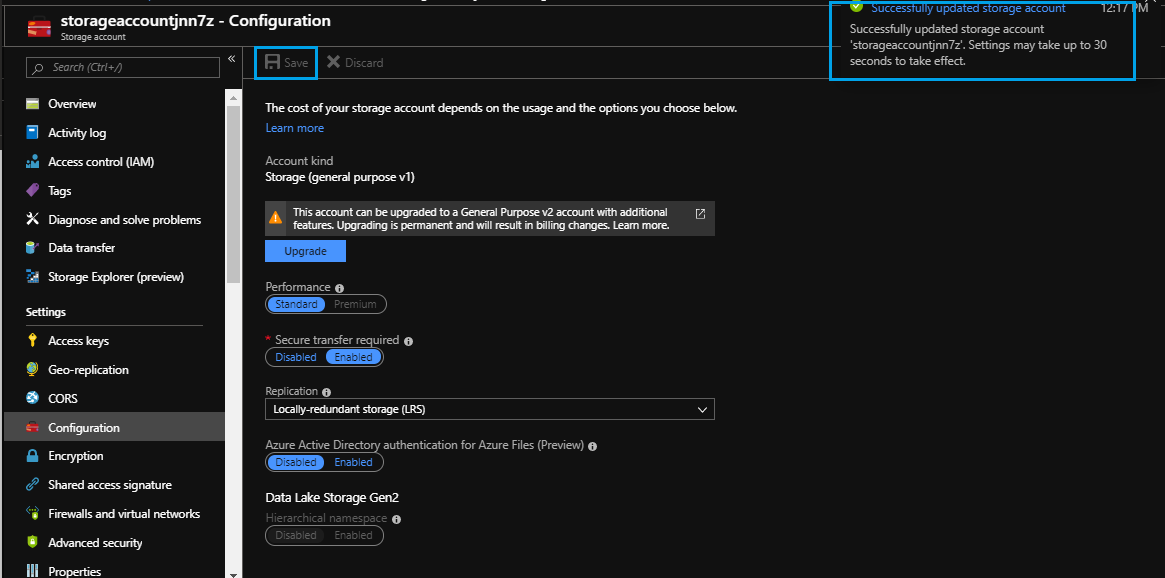 storageaccountjnn7z - Configuration
Storage account
Successfully updated storage account
12:17 PM
Successfully updated storage account
'storageaccountjnn7z'. Settings may take up to 30
seconds to take effect.
Search (Ctrl+/)
«
Save
Discard
Overview
Activity log
Access control (IAM)
Tags
Diagnose and solve problems
Data transfer
Storage Explorer (preview)
Settings
Access keys
Geo-replication
CORS
Configuration
Encryption
Shared access signature
Firewalls and virtual networks
Advanced security
Properties
The cost of your storage account depends on the usage and the options you choose below.
Learn more
Account kind
Storage (general purpose v1)
This account can be upgraded to a General Purpose v2 account with additional
features. Upgrading is permanent and will result in billing changes. Learn more.
Upgrade
Performance
Standard Premium
* Secure transfer required
Disabled Enabled
Replication
Locally-redundant storage (LRS)
Azure Active Directory authentication for Azure Files (Preview)
Disabled Enabled
Data Lake Storage Gen2
Hierarchical namespace
Disabled Enabled